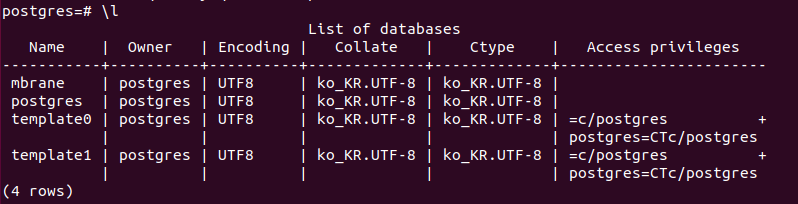 postgres=# \l
                                  List of databases
   Name    |  Owner   | Encoding |   Collate   |    Ctype    |   Access privileges
-----------+----------+----------+-------------+-------------+-----------------------
 mbrane    | postgres | UTF8     | ko_KR.UTF-8 | ko_KR.UTF-8 |
 postgres  | postgres | UTF8     | ko_KR.UTF-8 | ko_KR.UTF-8 |
 template0 | postgres | UTF8     | ko_KR.UTF-8 | ko_KR.UTF-8 | =c/postgres          +
           |          |          |             |             | postgres=CTc/postgres
 template1 | postgres | UTF8     | ko_KR.UTF-8 | ko_KR.UTF-8 | =c/postgres          +
           |          |          |             |             | postgres=CTc/postgres
(4 rows)